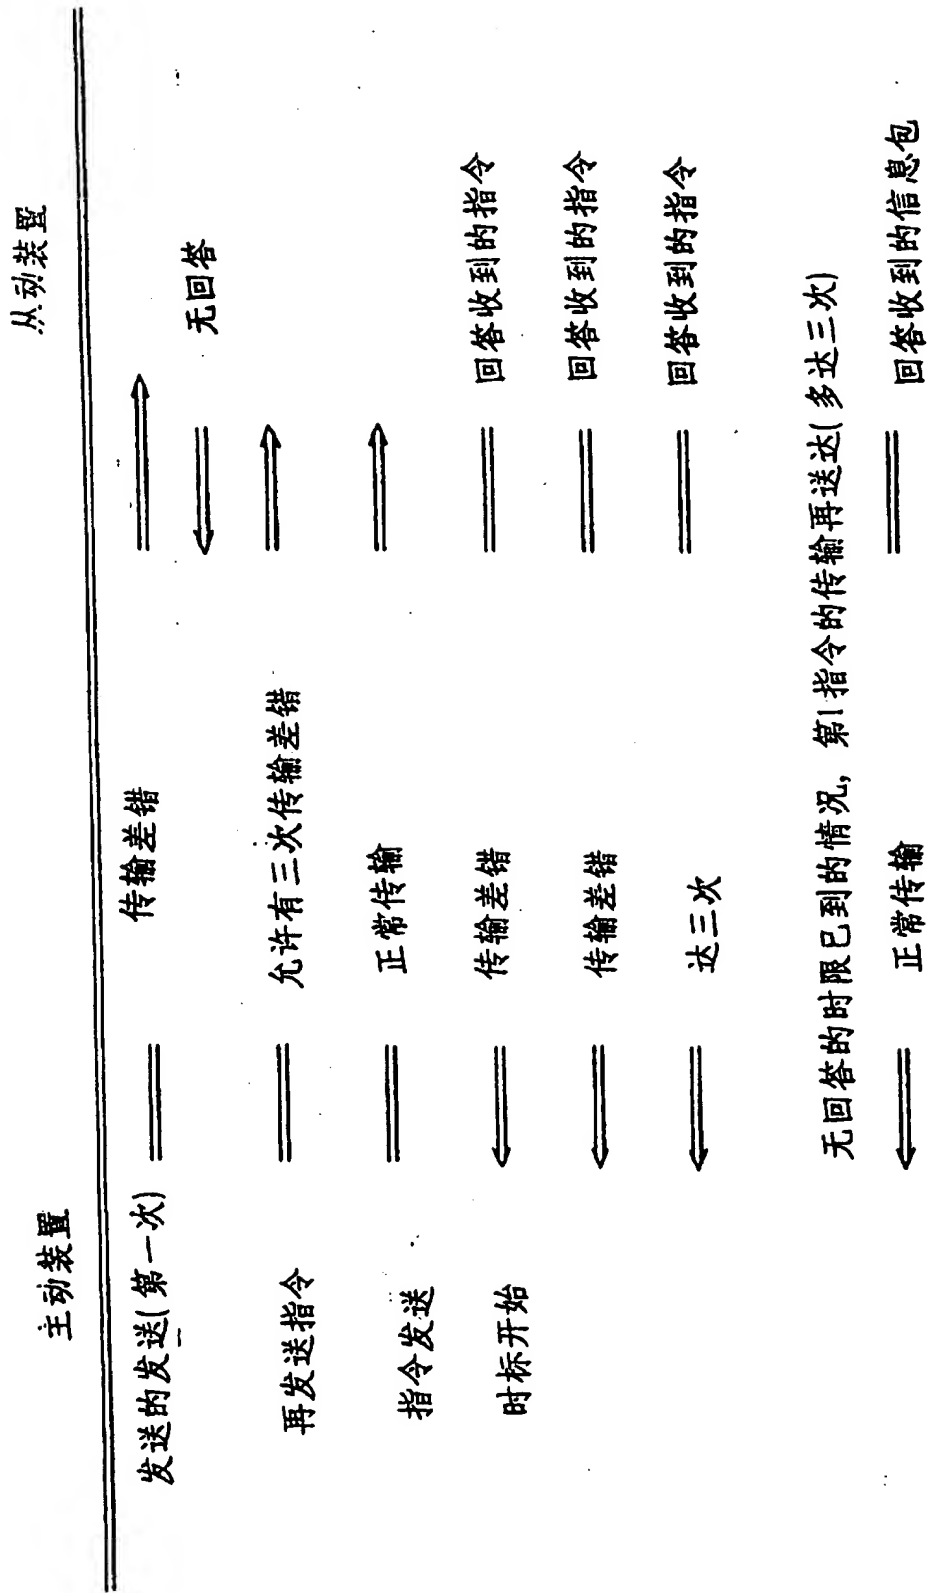 主动装置 从动装置
发送的发送(第一次) 传输差错
无回答
再发送指令 允许有三次传输差错
指令发送 正常传输
时标开始 传输差错 回答收到的指令
传输差错 回答收到的指令
达三次 回答收到的指令
无回答的时限已到的情况, 第1指令的传输再送达(多达三次)
正常传输 回答收到的信息包